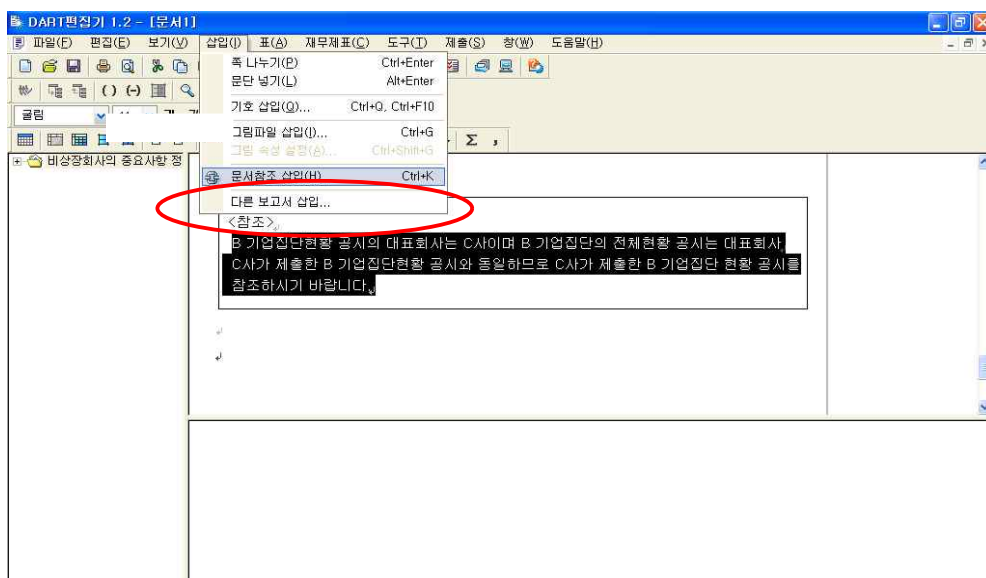 DART편집기 1.2 - [문서1]
파일(F) 편집(E) 보기(V) 삽입(I) 표(A) 재무제표(C) 도구(T) 제출(S) 창(W) 도움말(H)
쪽 나누기(P) Ctrl+Enter
문단 넣기(L) Alt+Enter
기호 삽입(Q)... Ctrl+Q, Ctrl+F10
굴림
그림파일 삽입(I)... Ctrl+G
그림 속성 설정(A)... Ctrl+Shift+G
비상장회사의 중요사항 정
문서참조 삽입(H) Ctrl+K
다른 보고서 삽입...
<참조>
B 기업집단현황 공시의 대표회사는 C사이며 B 기업집단의 전체현황 공시는 대표회사
C사가 제출한 B 기업집단현황 공시와 동일하므로 C사가 제출한 B 기업집단 현황 공시를
참조하시기 바랍니다.